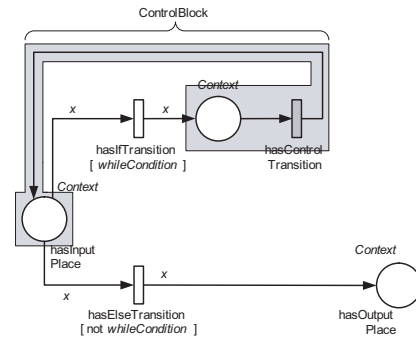 ControlBlock
Context
x
x
hasIfTransition
[ whileCondition ]
hasControl
Transition
Context
hasInput
Place
x
x
hasElseTransition
[ not whileCondition ]
Context
hasOutput
Place